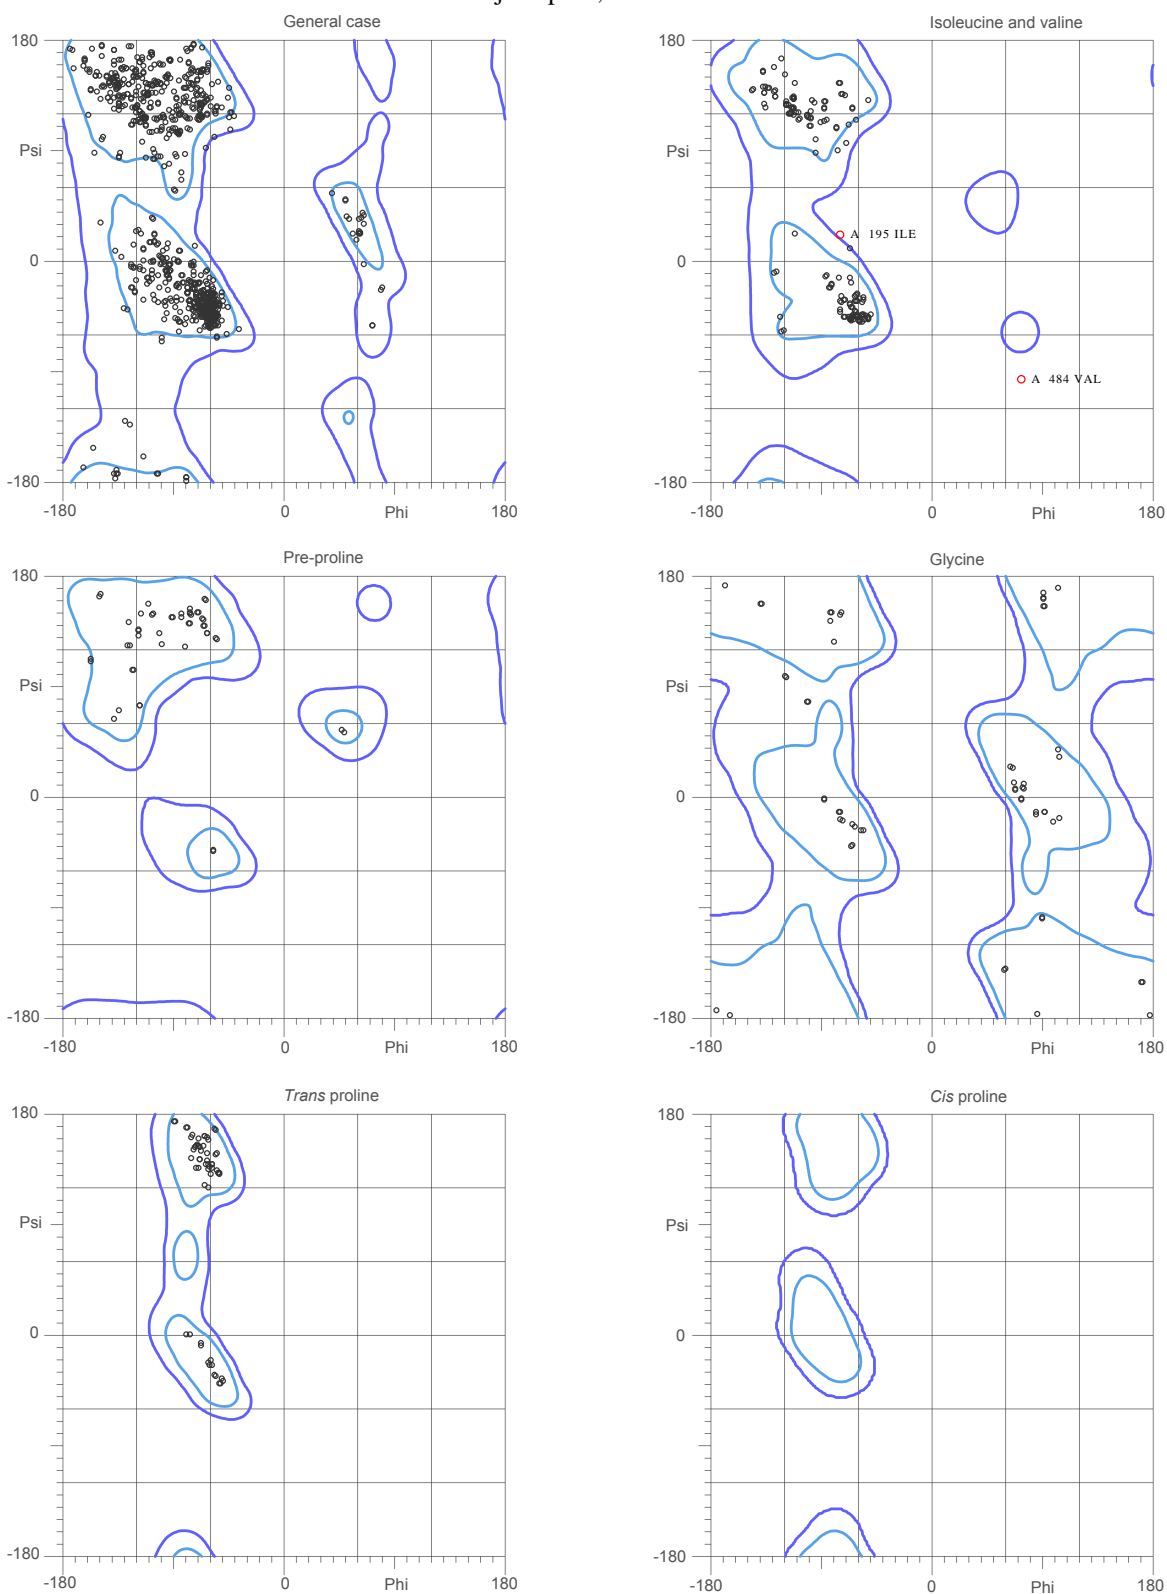 General case
Isoleucine and valine
180
180
Psi
Psi
A 195 ILE
0
0
A 484 VAL
-180
-180
-180
0
Phi
180
-180
0
Phi
180
Pre-proline
Glycine
180
180
Psi
Psi
0
0
-180
-180
-180
0
Phi
180
-180
0
Phi
180
Trans proline
Cis proline
180
180
Psi
Psi
0
0
-180
-180
-180
0
Phi
180
-180
0
Phi
180